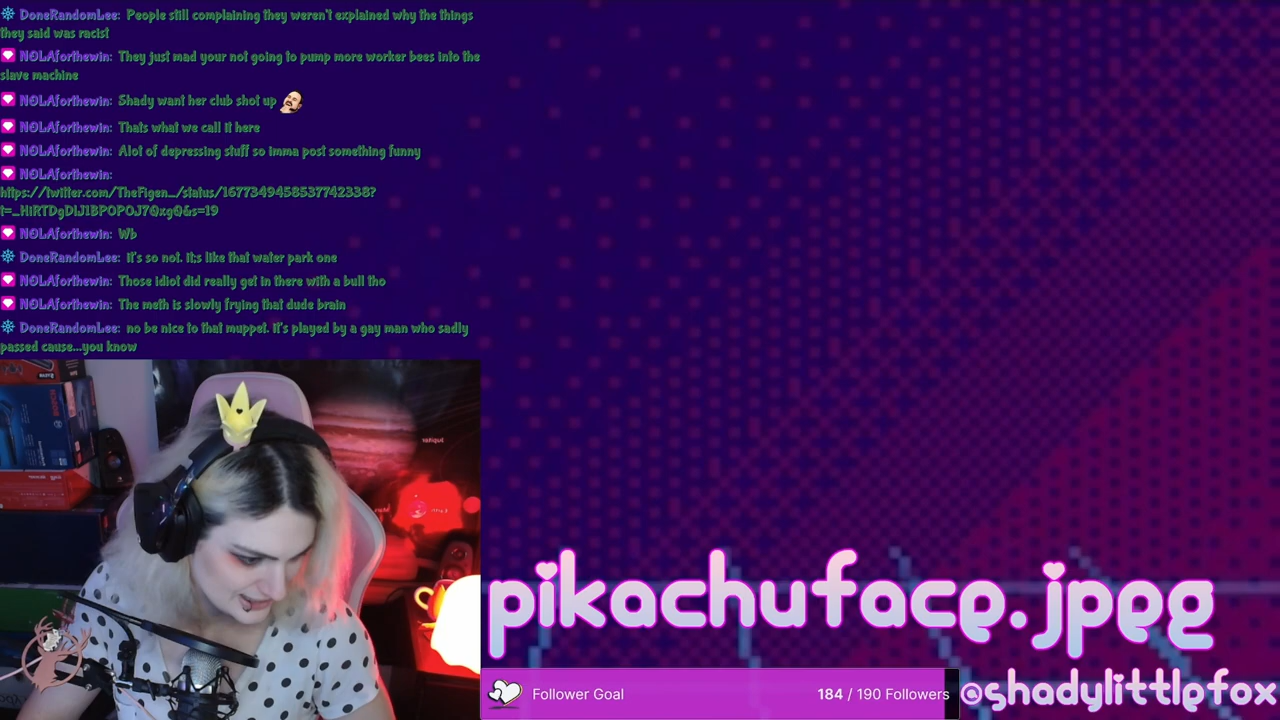 DoneRandomLee: People still complaining they weren't explained why the things
they said was racist
NOLAforthewin: They just mad your not going to pump more worker bees into the
slave machine
NOLAforthewin: Shady want her club shot up
NOLAforthewin: Thats what we call it here
NOLAforthewin: Alot of depressing stuff so imma post something funny
NOLAforthewin:
https://twitter.com/TheFigen_/status/1677349458537742338?
NOLAforthewin: Wb
DoneRandomLee: it's so not. it;s like that water park one
NOLAforthewin: Those idiot did really get in there with a bull tho
NOLAforthewin: The meth is slowly frying that dude brain
DoneRandomLee: no be nice to that muppet. it's played by a gay man who sadly
passed cause...you know
Jupiter
pikachuface.jpeg
Follower Goal 184 / 190 Followers
@shadylittlefox